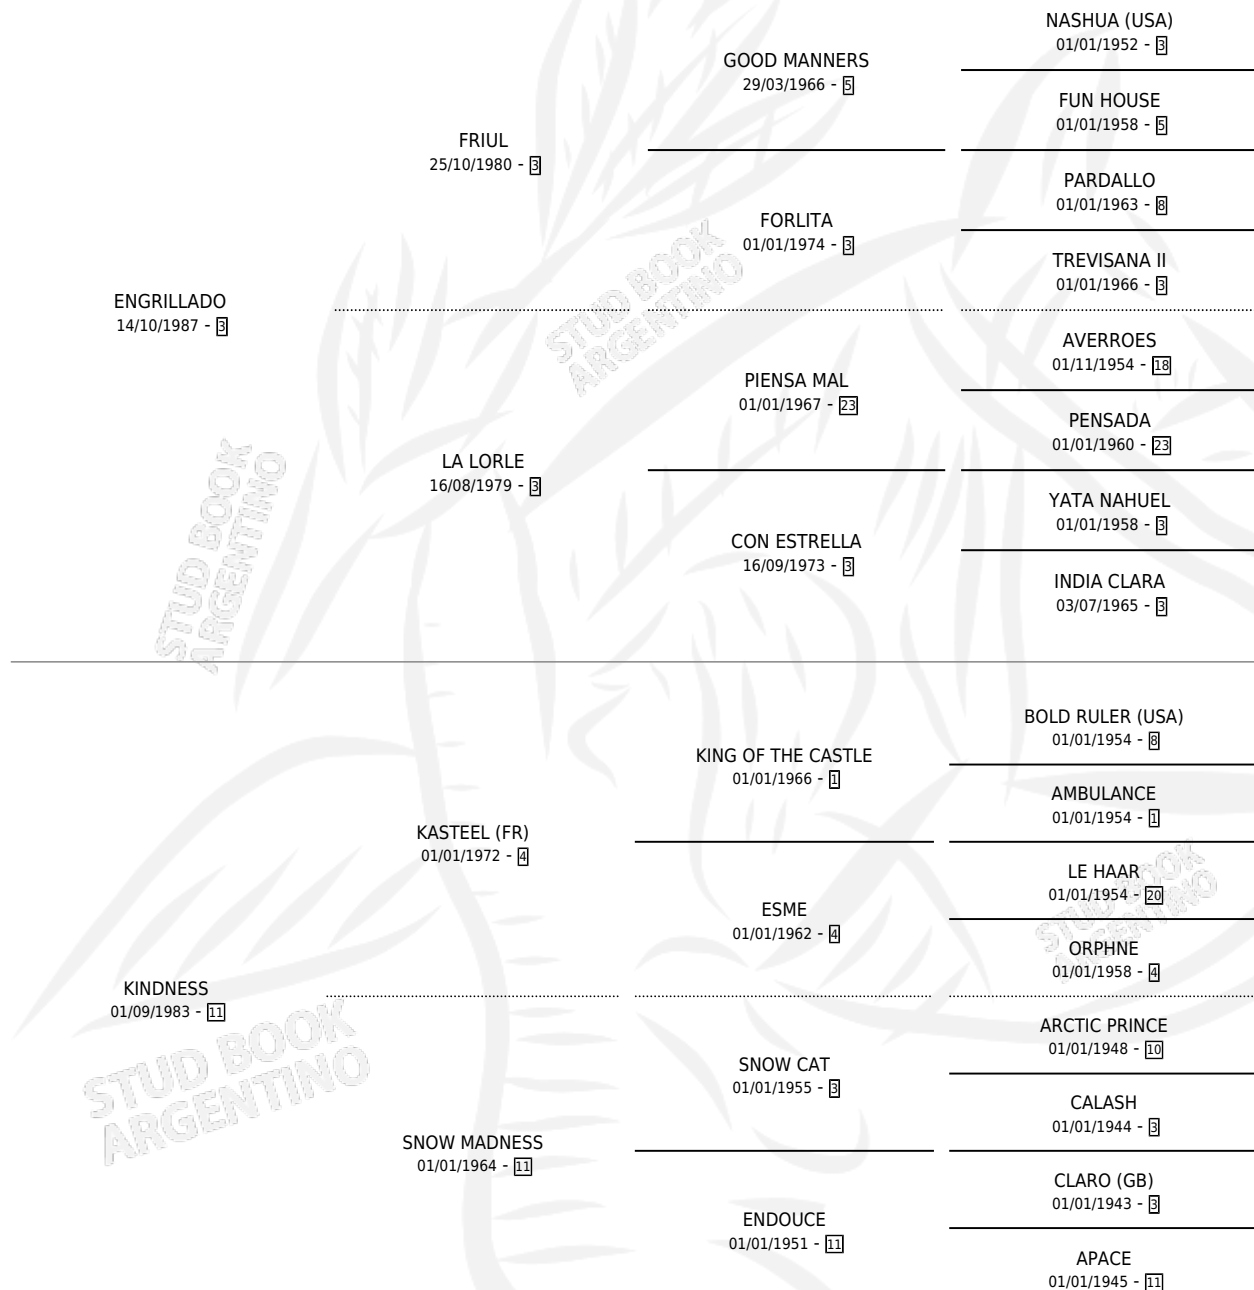 ENGRILLADO
14/10/1987 - 3
FRIUL
25/10/1980 - 3
LA LORLE
16/08/1979 - 3
GOOD MANNERS
29/03/1966 - 5
FORLITA
01/01/1974 - 3
PIENSA MAL
01/01/1967 - 23
CON ESTRELLA
16/09/1973 - 3
NASHUA (USA)
01/01/1952 - 3
FUN HOUSE
01/01/1958 - 5
PARDALLO
01/01/1963 - 8
TREVISANA II
01/01/1966 - 3
AVERROES
01/11/1954 - 18
PENSADA
01/01/1960 - 23
YATA NAHUEL
01/01/1958 - 3
INDIA CLARA
03/07/1965 - 3
STUD BOOK
ARGENTINO
STUD BOOK
ARGENTINO
KINDNESS
01/09/1983 - 11
KASTEEL (FR)
01/01/1972 - 4
SNOW MADNESS
01/01/1964 - 11
KING OF THE CASTLE
01/01/1966 - 1
ESME
01/01/1962 - 4
SNOW CAT
01/01/1955 - 3
ENDOUCE
01/01/1951 - 11
BOLD RULER (USA)
01/01/1954 - 8
AMBULANCE
01/01/1954 - 1
LE HAAR
01/01/1954 - 20
ORPHNE
01/01/1958 - 4
ARCTIC PRINCE
01/01/1948 - 10
CALASH
01/01/1944 - 3
CLARO (GB)
01/01/1943 - 3
APACE
01/01/1945 - 11
STUD BOOK
ARGENTINO
STUD BOOK
ARGENTINO